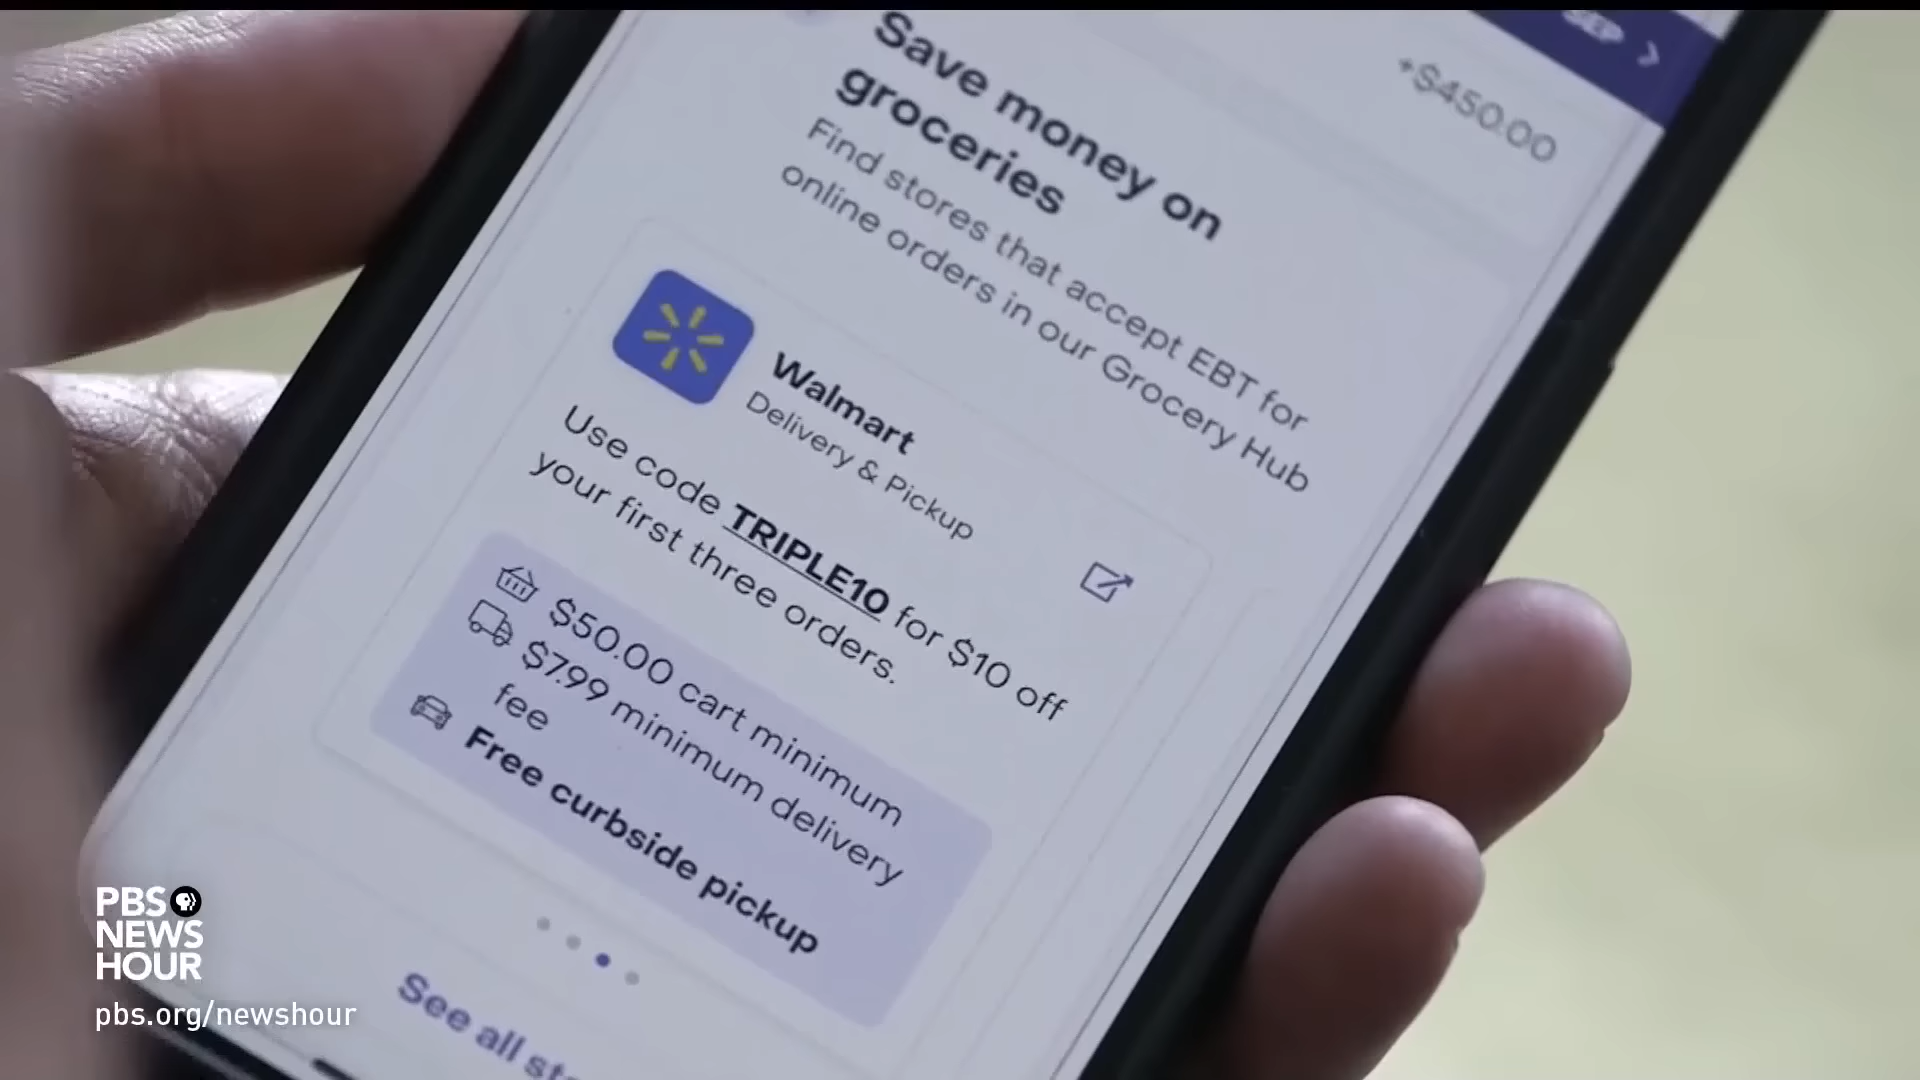 +$450.00
Save money on
groceries
Find stores that accept EBT for
online orders in our Grocery Hub
Walmart
Delivery & Pickup
Use code TRIPLE10 for $10 off
your first three orders.
$50.00 cart minimum
$7.99 minimum delivery
fee
Free curbside pickup
See all
PBS
NEWS
HOUR
pbs.org/newshour